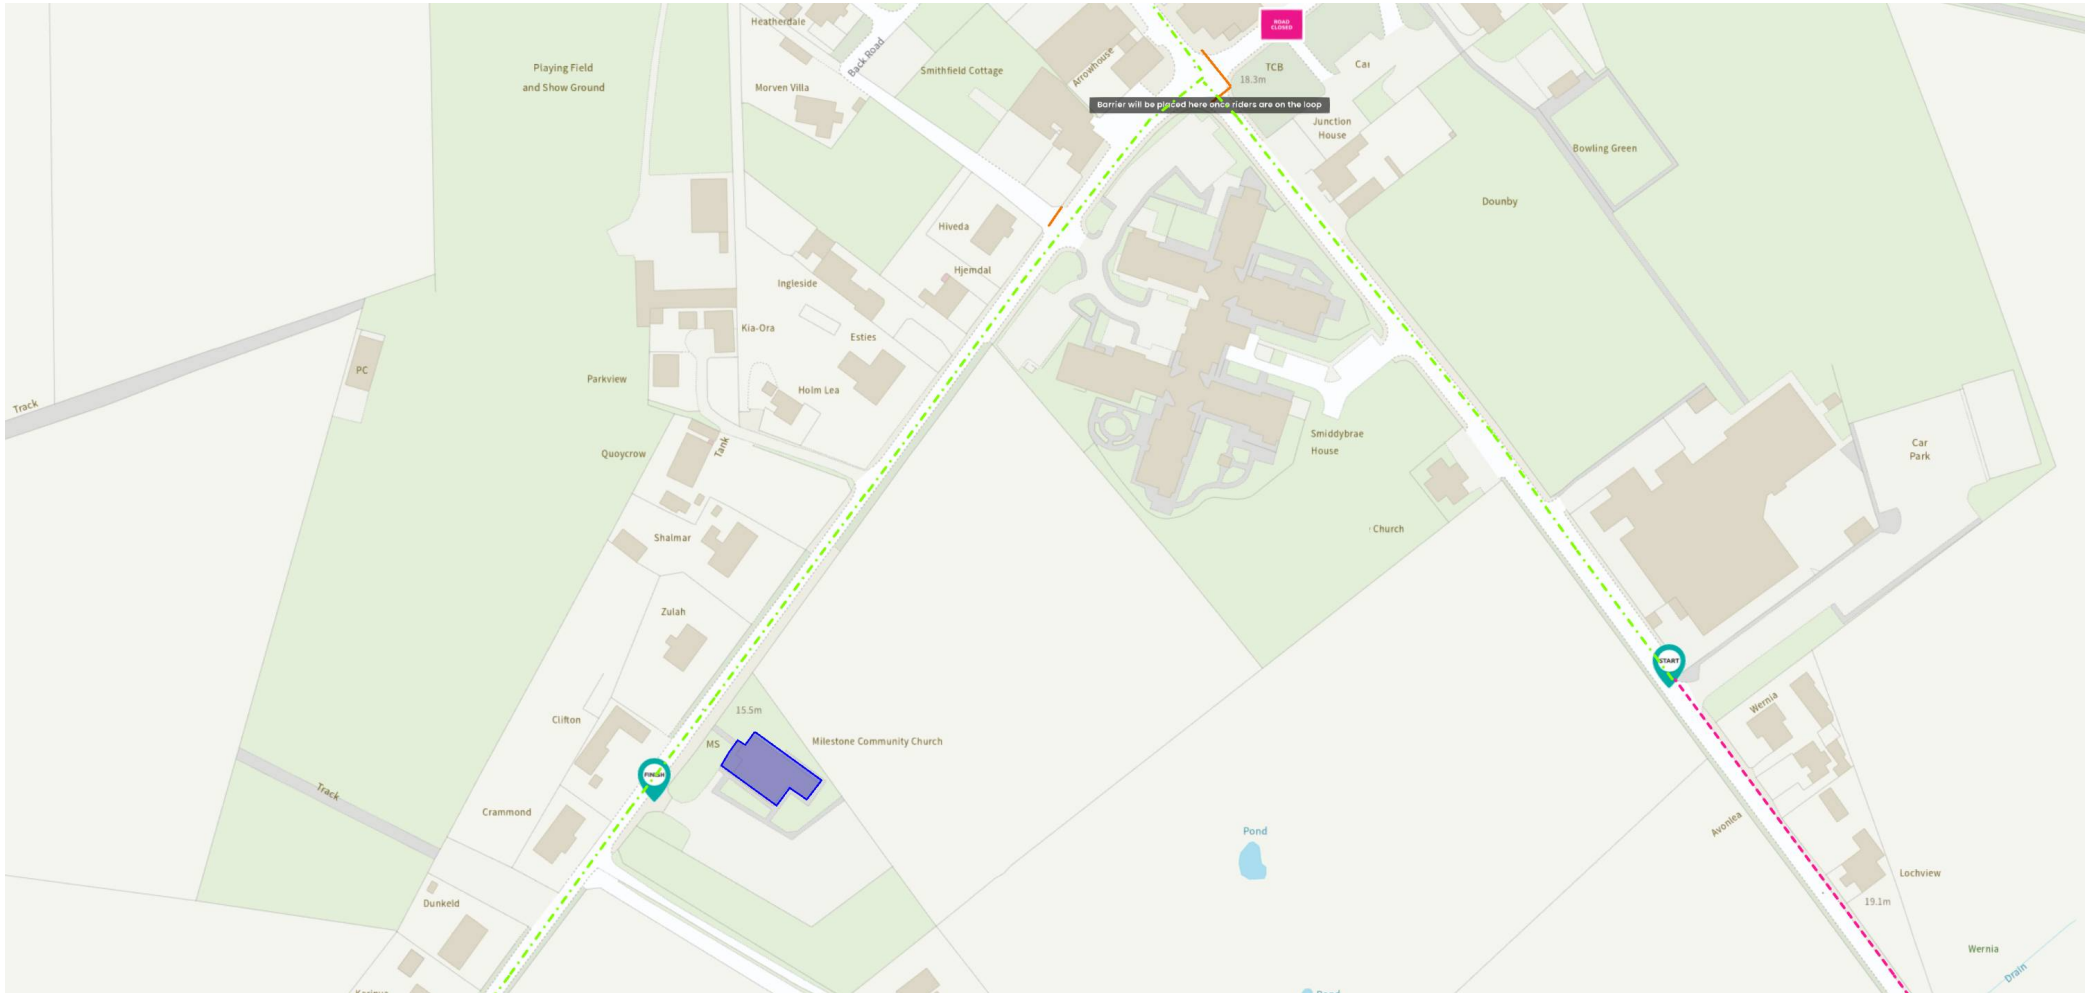 Heatherdale
ROAD
CLOSED
Back Road
Arrowhouse
Playing Field
and Show Ground
Smithfield Cottage
TCB
Car
18.3m
Morven Villa
Barrier will be placed here once riders are on the loop
Junction
House
Bowling Green
Dounby
Hiveda
Hjemdal
Ingleside
Kia-Ora
Esties
PC
Parkview
Holm Lea
Track
Smiddybrae
House
Car
Park
Quoycrow
Tank
Church
Shalmar
Zulah
START
Wernia
15.5m
Clifton
MS
Milestone Community Church
FINISH
Track
Crammond
Avonlea
Pond
Lochview
Dunkeld
19.1m
Wernia
Drain